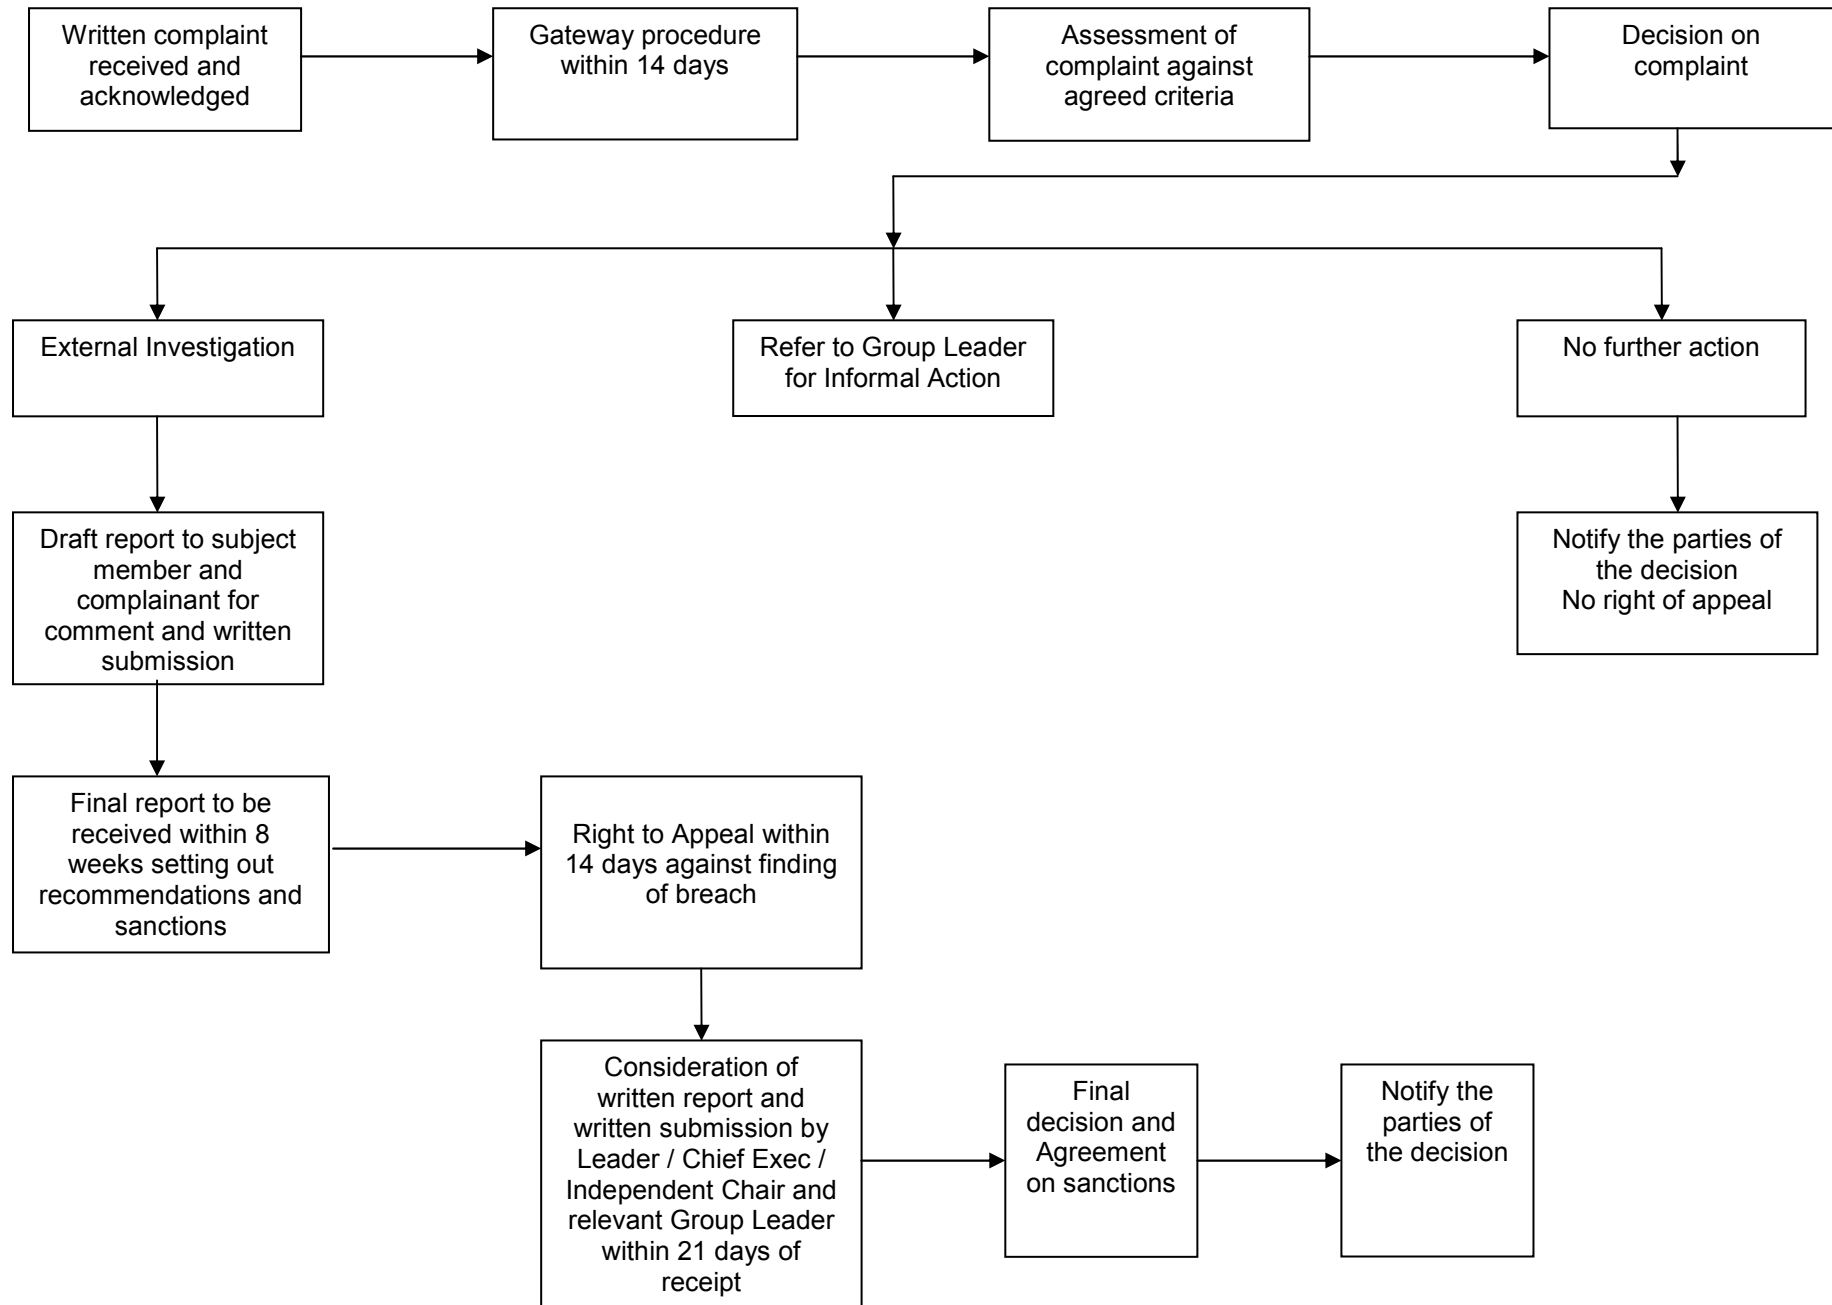 Written complaint
received and
acknowledged
Gateway procedure
within 14 days
Assessment of
complaint against
agreed criteria
Decision on
complaint
External Investigation
Refer to Group Leader
for Informal Action
No further action
Draft report to subject
member and
complainant for
comment and written
submission
Notify the parties of
the decision
No right of appeal
Final report to be
received within 8
weeks setting out
recommendations and
sanctions
Right to Appeal within
14 days against finding
of breach
Consideration of
written report and
written submission by
Leader / Chief Exec /
Independent Chair and
relevant Group Leader
within 21 days of
receipt
Final
decision and
Agreement
on sanctions
Notify the
parties of
the decision